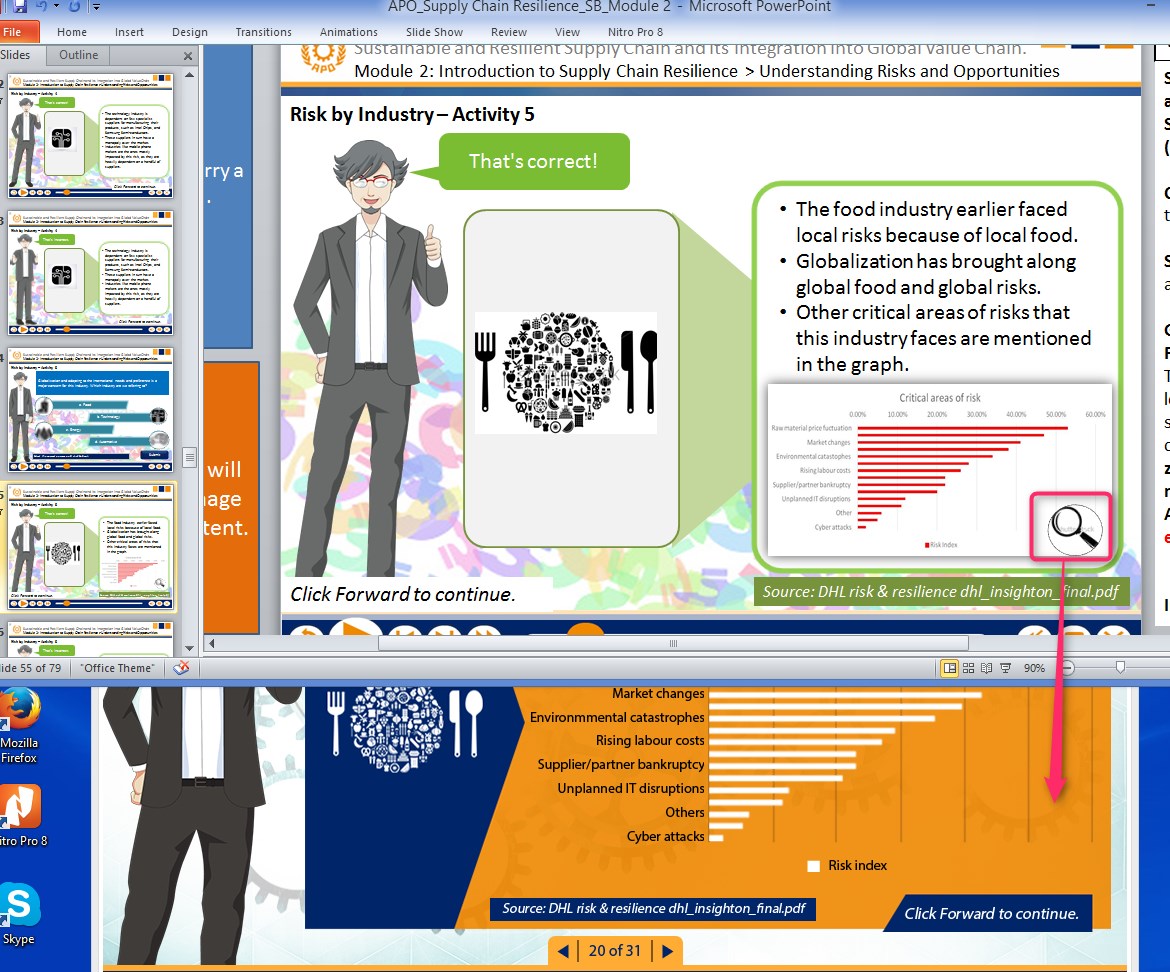 APO_Supply Chain Resilience_SB_Module 2 - Microsoft PowerPoint
File Home Insert Design Transitions Animations Slide Show Review View Nitro Pro 8
Slides Outline
Sustainable and Resilient Supply Chain and its Integration into Global Value Chain.
APO
Module 2: Introduction to Supply Chain Resilience > Understanding Risks and Opportunities
Risk by Industry – Activity 5
That's correct!
rry a
will
nage
tent.
• The food industry earlier faced
local risks because of local food.
• Globalization has brought along
global food and global risks.
• Other critical areas of risks that
this industry faces are mentioned
in the graph.
Critical areas of risk
0.00% 10.00% 20.00% 30.00% 40.00% 50.00% 60.00%
Raw material price fuctuation
Market changes
Environmental catastophes
Rising labour costs
Supplier/partner bankruptcy
Unplanned IT disruptions
Other
Cyber attacks
Risk Index
Click Forward to continue.
Source: DHL risk & resilience dhl_insighton_final.pdf
lide 55 of 79 "Office Theme" 90%
Market changes
Environmmental catastrophes
Rising labour costs
Supplier/partner bankruptcy
Unplanned IT disruptions
Others
Cyber attacks
Risk index
Source: DHL risk & resilience dhl_insighton_final.pdf
Click Forward to continue.
20 of 31
Mozilla
Firefox
itro Pro 8
Skype